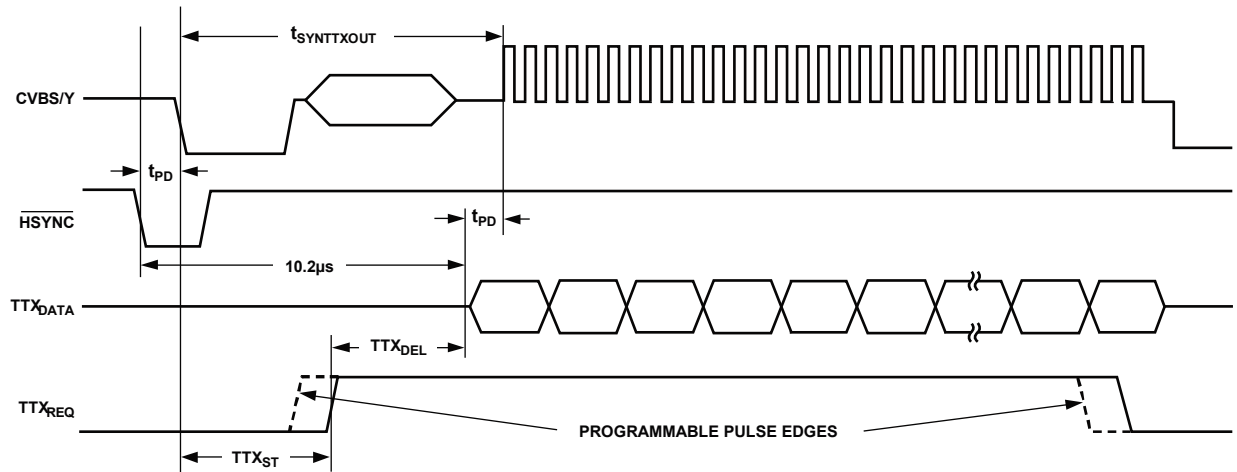 tSYNTTXOUT
CVBS/Y
tPD
HSYNC
tPD
10.2µs
TTXDATA
TTXDEL
TTXREQ
PROGRAMMABLE PULSE EDGES
TTXST